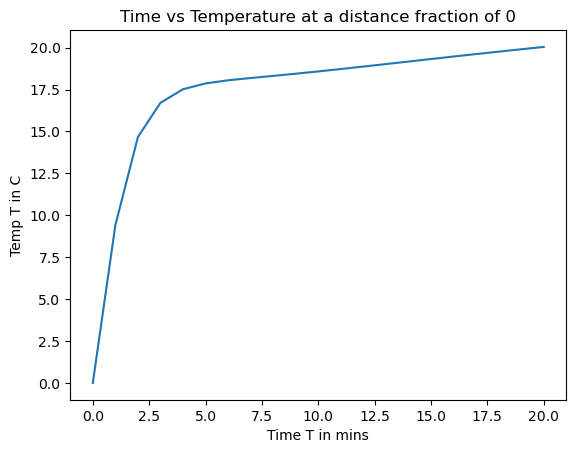 Time vs Temperature at a distance fraction of 0
20.0
17.5
15.0
12.5
10.0
7.5
5.0
2.5
0.0
Temp T in C
0.0 2.5 5.0 7.5 10.0 12.5 15.0 17.5 20.0
Time T in mins